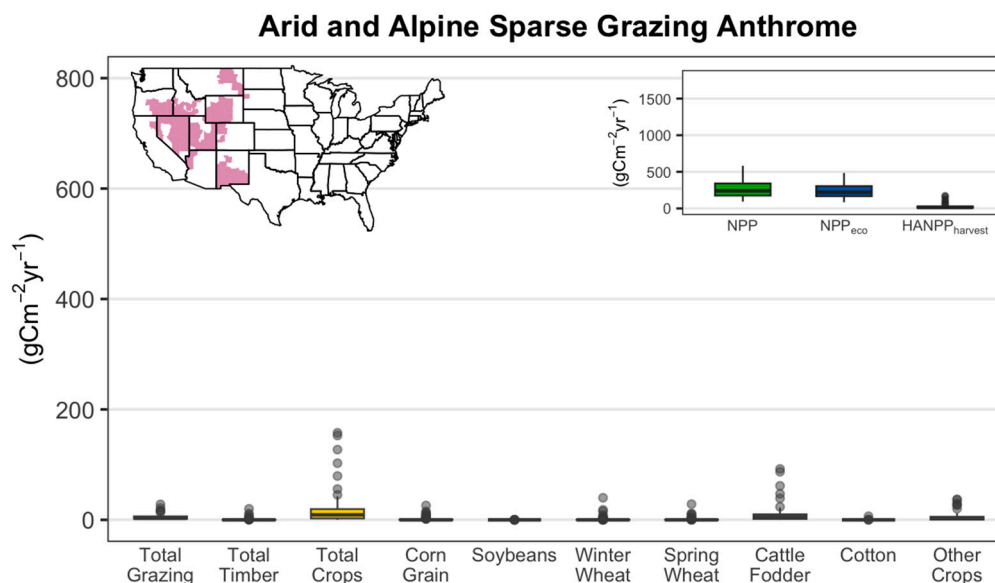 Arid and Alpine Sparse Grazing Anthrome
(gCm⁻²yr⁻¹)
800
600
400
200
0
(gCm⁻²yr⁻¹)
1500
1000
500
0
NPP
NPPeco
HANPPharvest
Total
Grazing
Total
Timber
Total
Crops
Corn
Grain
Soybeans
Winter
Wheat
Spring
Wheat
Cattle
Fodder
Cotton
Other
Crops